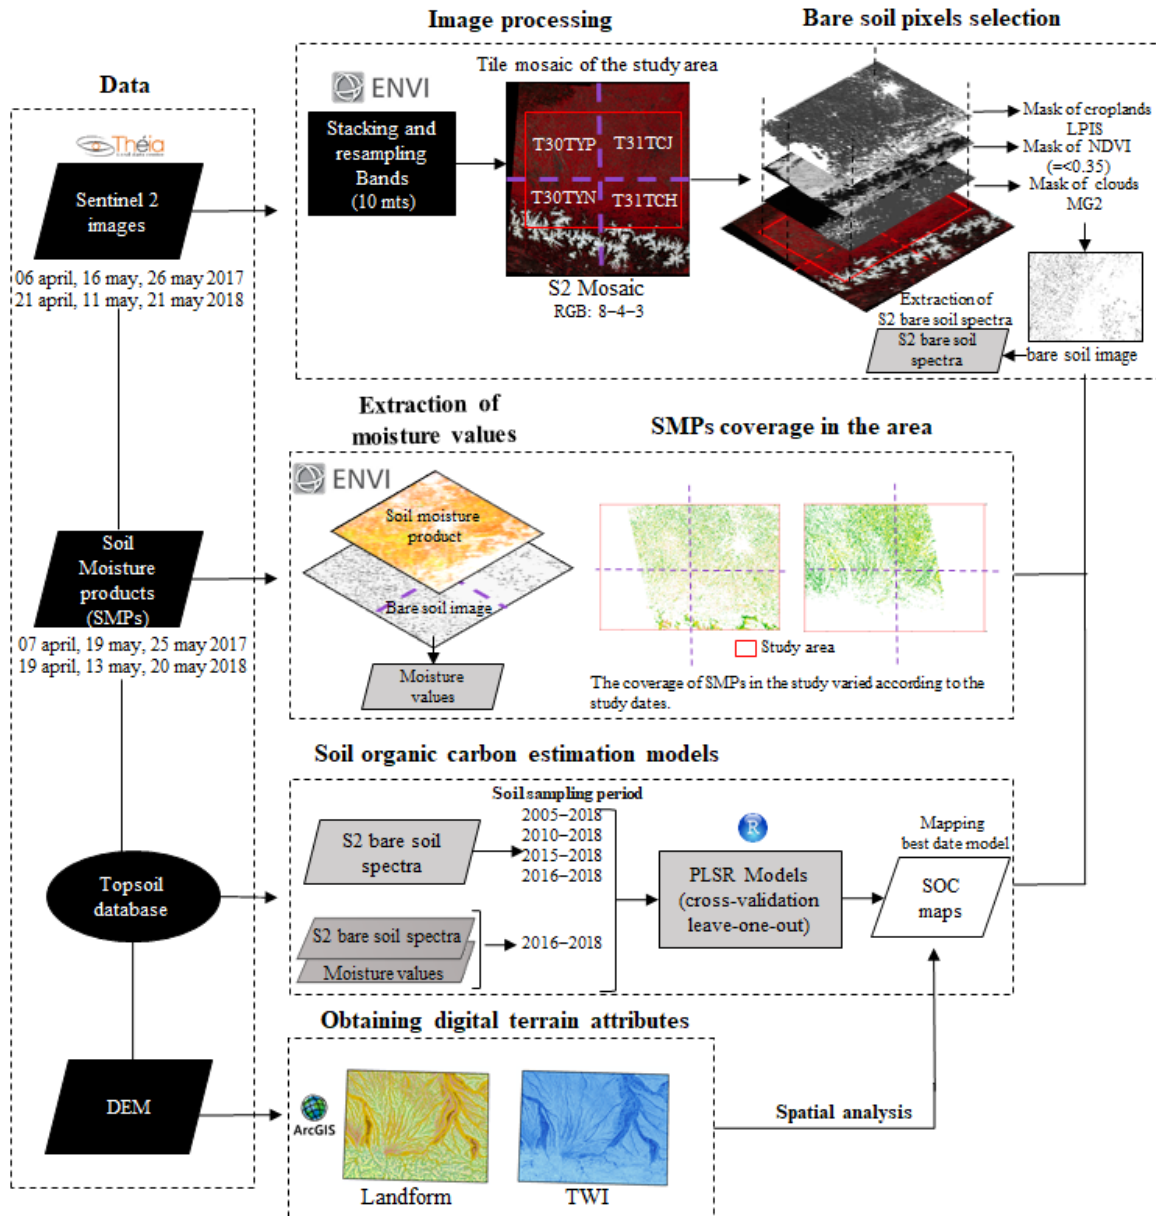 Image processing
Bare soil pixels selection
Data
Théia
ENVI
Stacking and
resampling
Bands
(10 mts)
Tile mosaic of the study area
T30TYP
T31TCJ
T30TYN
T31TCH
S2 Mosaic
RGB: 8–4–3
Mask of croplands
LPIS
Mask of NDVI
(=<0.35)
Mask of clouds
MG2
Extraction of
S2 bare soil spectra
S2 bare soil
spectra
bare soil image
Sentinel 2
images
06 april, 16 may, 26 may 2017
21 april, 11 may, 21 may 2018
Extraction of
moisture values
SMPs coverage in the area
ENVI
Soil moisture
product
Bare soil image
Moisture
values
Study area
The coverage of SMPs in the study varied according to the
study dates.
Soil
Moisture
products
(SMPs)
07 april, 19 may, 25 may 2017
19 april, 13 may, 20 may 2018
Soil organic carbon estimation models
Soil sampling period
2005–2018
2010–2018
2015–2018
2016–2018
S2 bare soil
spectra
S2 bare soil spectra
Moisture values
2016–2018
R
PLSR Models
(cross-validation
leave-one-out)
Mapping
best date model
SOC
maps
Topsoil
database
Obtaining digital terrain attributes
DEM
ArcGIS
Landform
TWI
Spatial analysis